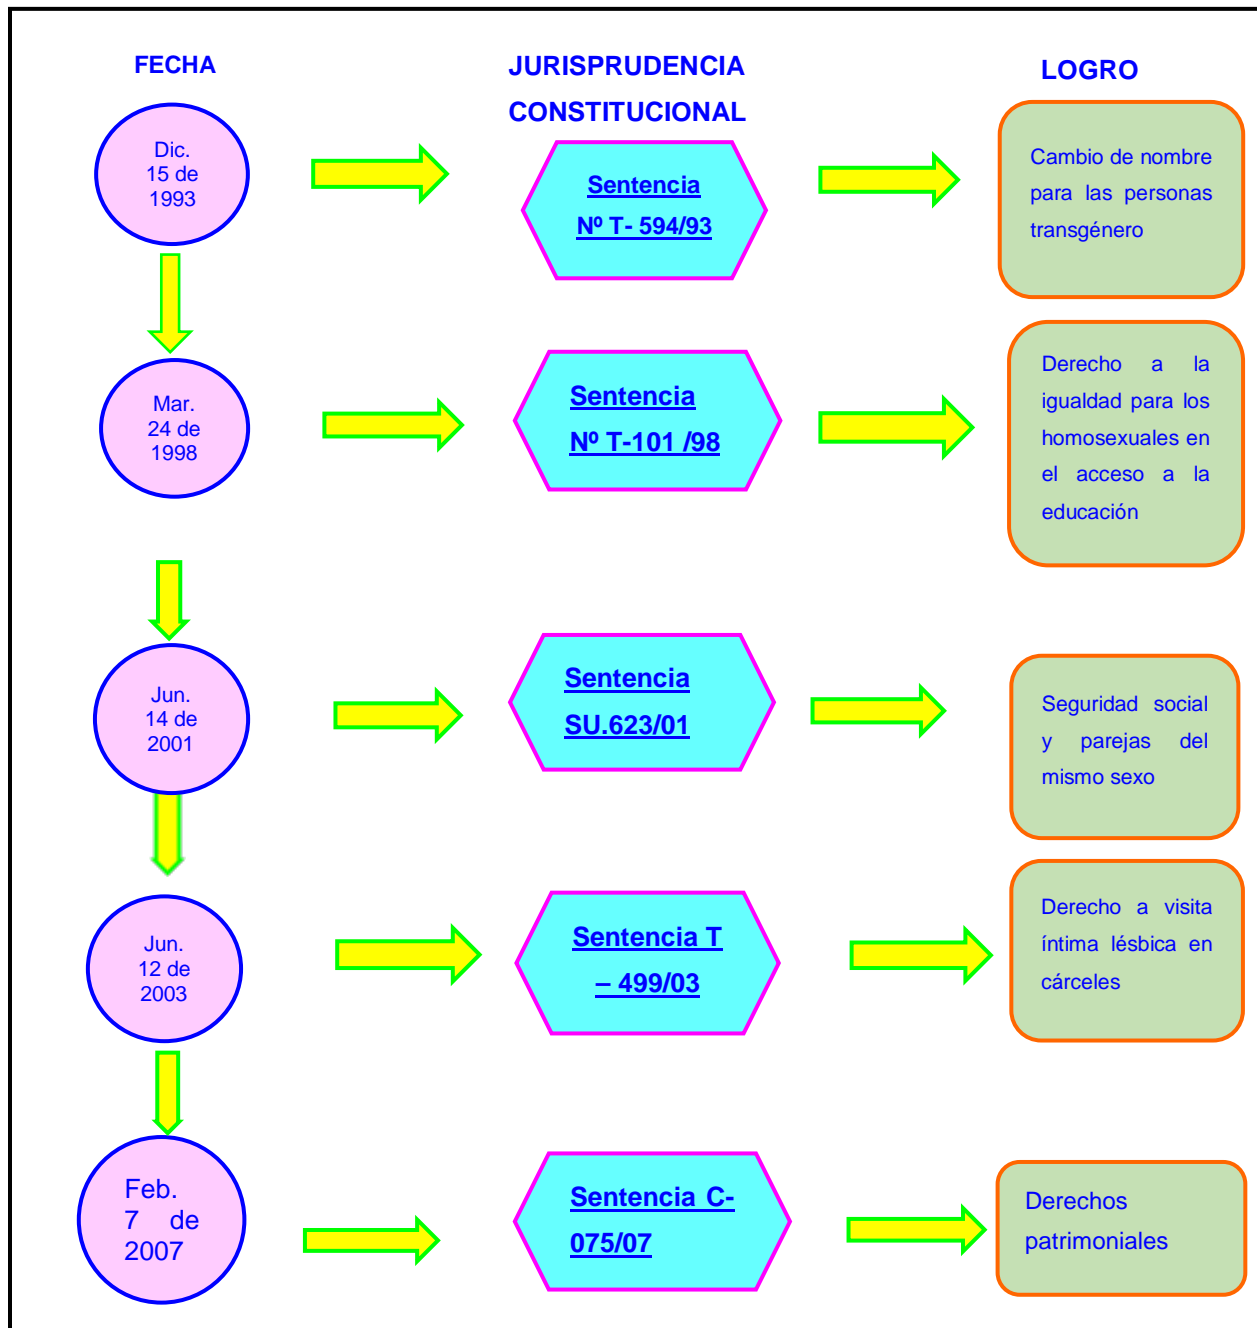 FECHA
JURISPRUDENCIA
CONSTITUCIONAL
LOGRO
Dic.
15 de
1993
Sentencia
Nº T- 594/93
Cambio de nombre
para las personas
transgénero
Mar.
24 de
1998
Sentencia
Nº T-101 /98
Derecho a la
igualdad para los
homosexuales en
el acceso a la
educación
Jun.
14 de
2001
Sentencia
SU.623/01
Seguridad social
y parejas del
mismo sexo
Jun.
12 de
2003
Sentencia T
– 499/03
Derecho a visita
íntima lésbica en
cárceles
Feb.
7 de
2007
Sentencia C-
075/07
Derechos
patrimoniales